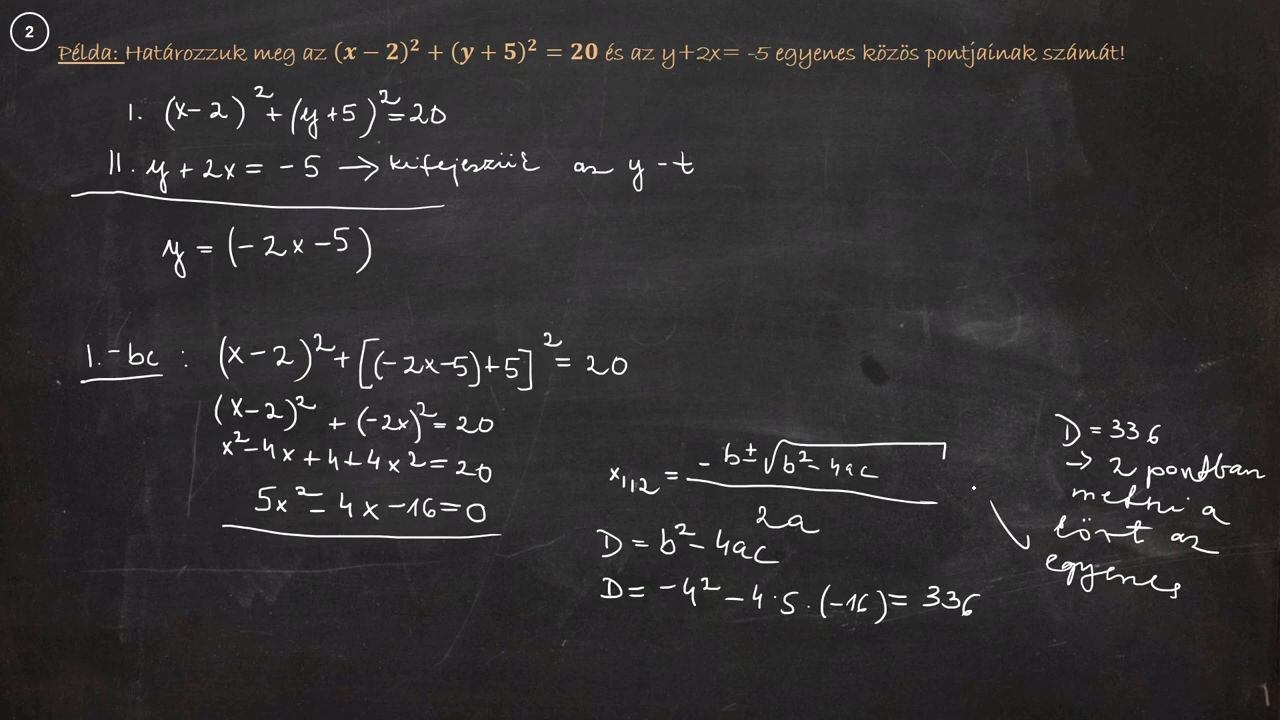 2
Példa: Határozzuk meg az (x − 2)² + (y + 5)² = 20 és az y+2x= -5 egyenes közös pontjainak számát!
I. (x-2)² + (y+5)² = 20
II. y + 2x = -5 → kifejezzük az y-t
y = (-2x-5)
I.-be : (x-2)² + [(-2x-5)+5]² = 20
(x-2)² + (-2x)² = 20
x²-4x+4+4x² = 20
5x²-4x-16=0
x₁,₂ = -b±√b²-4ac
2a
D = b²-4ac
D = -4²-4·5·(-16) = 336
D = 336
→ 2 pontban
metszi a
kört az
egyenes